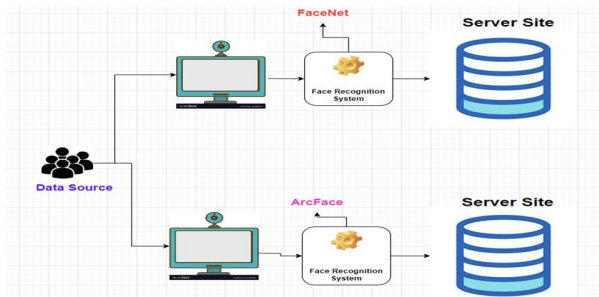 FaceNet
Server Site
Face Recognition
System
Data Source
ArcFace
Server Site
Face Recognition
System